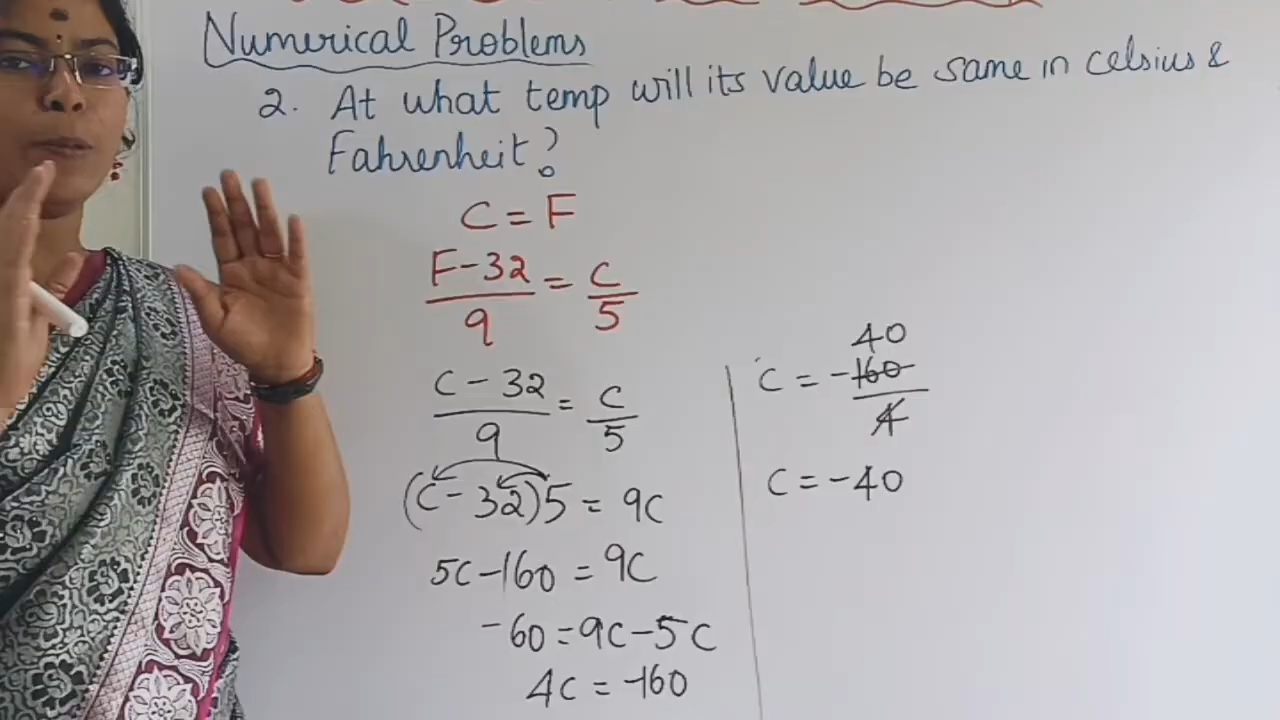 Numerical Problems
2. At what temp will its value be same in celsius &
Fahrenheit?
C = F
F-32/9 = C/5
C-32/9 = C/5
(C-32)5 = 9C
5C-160 = 9C
-60 = 9C-5C
4C = -160
40
C = -160/4
C = -40